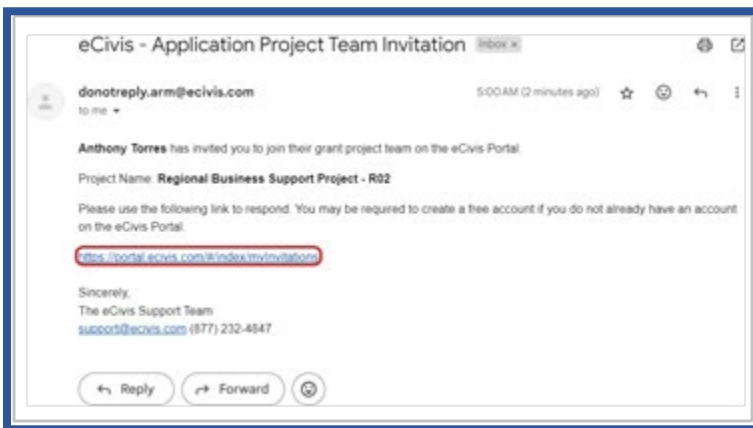 eCivis - Application Project Team Invitation Inbox x
donotreply.arm@ecivis.com 5:00 AM (2 minutes ago)
to me
Anthony Torres has invited you to join their grant project team on the eCivis Portal.
Project Name: Regional Business Support Project - R02
Please use the following link to respond. You may be required to create a free account if you do not already have an account
on the eCivis Portal.
https://portal.ecivis.com/#/index/myInvitations
Sincerely,
The eCivis Support Team
support@ecivis.com (877) 232-4847
Reply Forward